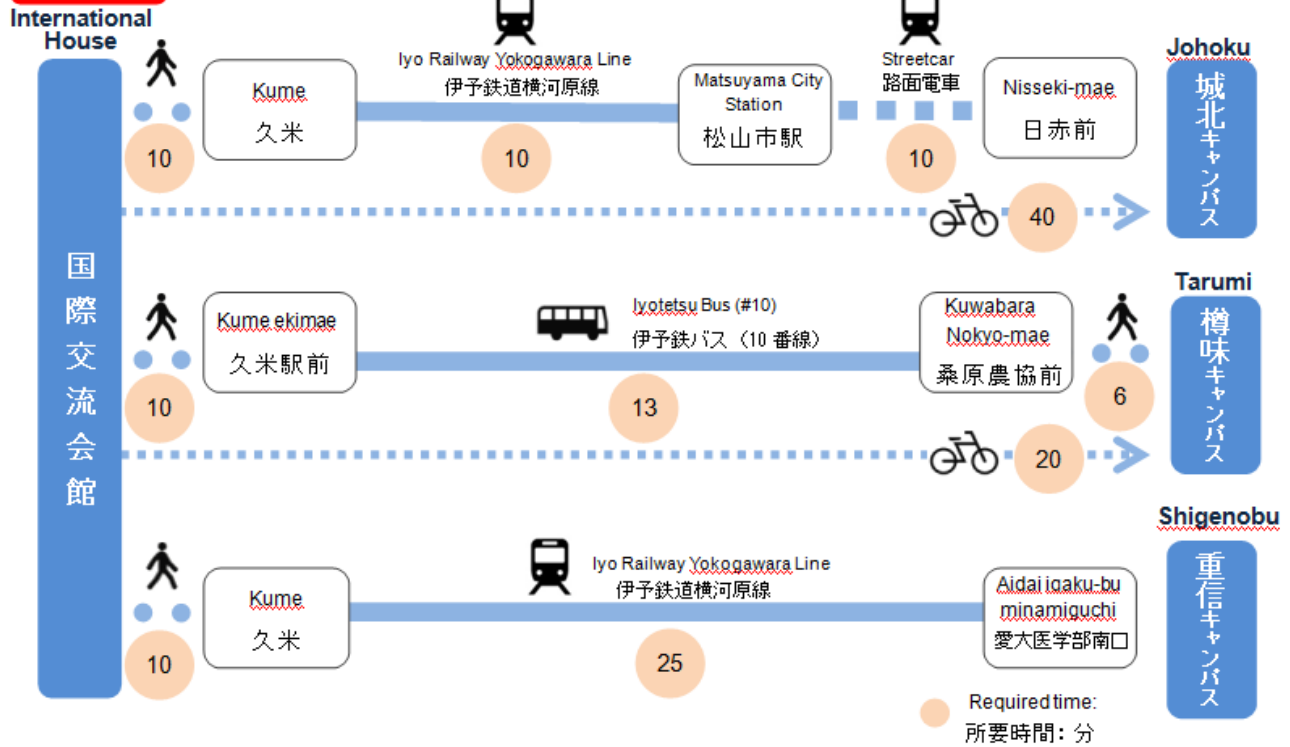 International
House
国際交流会館
10
Kume
久米
Iyo Railway Yokogawara Line
伊予鉄道横河原線
10
Matsuyama City
Station
松山市駅
Streetcar
路面電車
10
Nisseki-mae
日赤前
40
Johoku
城北キャンパス
10
Kume ekimae
久米駅前
Iyotetsu Bus (#10)
伊予鉄バス（10 番線）
13
Kuwabara
Nokyo-mae
桑原農協前
6
20
Tarumi
樽味キャンパス
10
Kume
久米
Iyo Railway Yokogawara Line
伊予鉄道横河原線
25
Aidai igaku-bu
minamiguchi
愛大医学部南口
Shigenobu
重信キャンパス
Required time:
所要時間：分